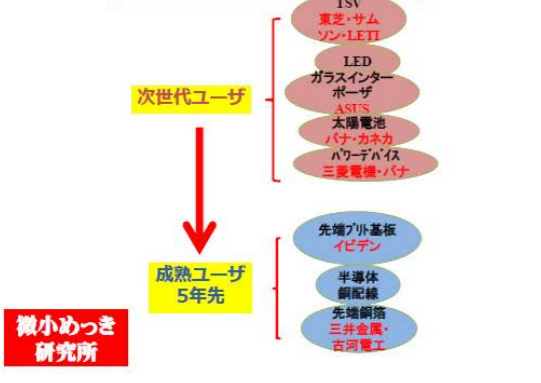 TSV
東芝・サム
ソン・LETI
LED
ガラスインター
ポーザ
ASUS
太陽電池
パナ・カネカ
パワーデバイス
三菱電機・パナ
次世代ユーザ
先端プリ基板
イビデン
半導体
銅配線
先端銅箔
三井金属・
古河電工
成熟ユーザ
5年先
微小めっき
研究所